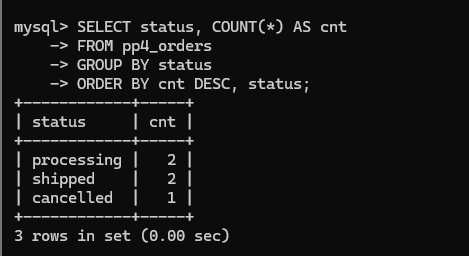 mysql> SELECT status, COUNT(*) AS cnt
    -> FROM pp4_orders
    -> GROUP BY status
    -> ORDER BY cnt DESC, status;
+------------+-----+
| status     | cnt |
+------------+-----+
| processing |   2 |
| shipped    |   2 |
| cancelled  |   1 |
+------------+-----+
3 rows in set (0.00 sec)